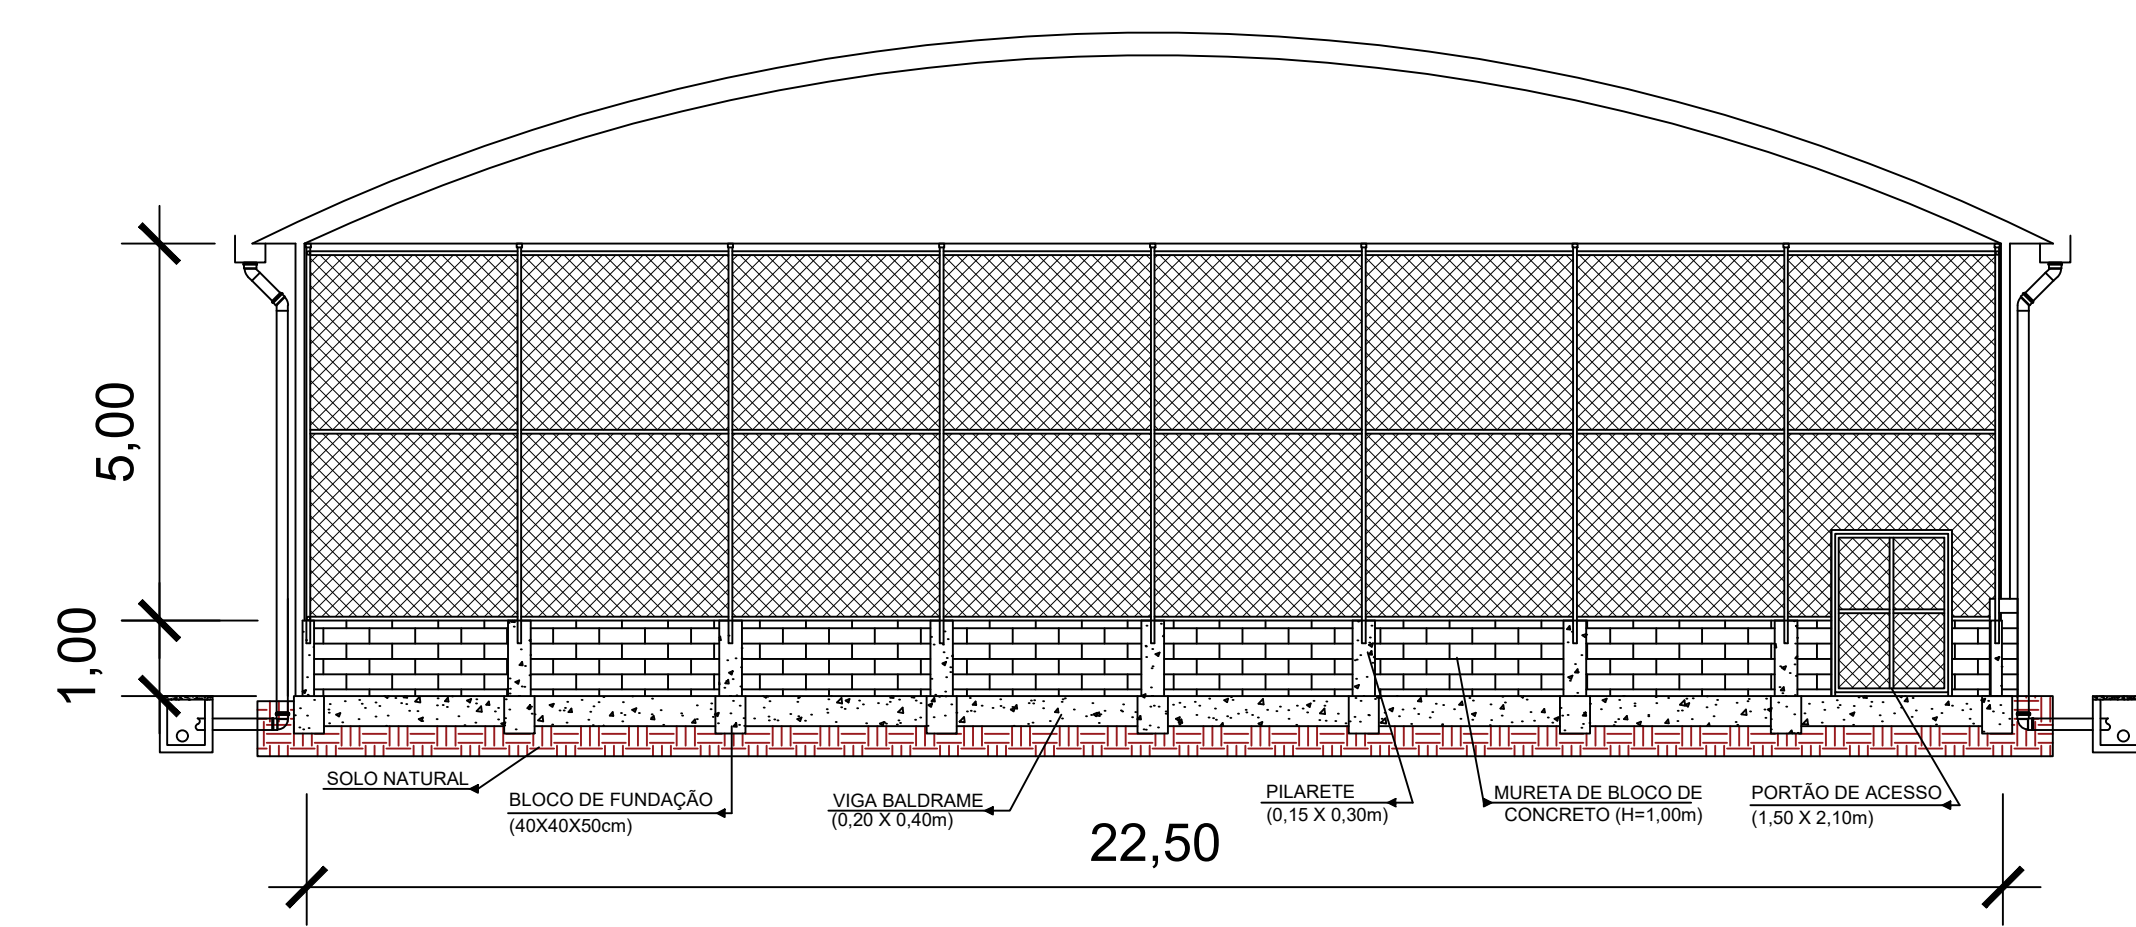 5,00
1,00
SOLO NATURAL
BLOCO DE FUNDAÇÃO
(40X40X50cm)
VIGA BALDRAME
(0,20 X 0,40m)
PILARETE
(0,15 X 0,30m)
MURETA DE BLOCO DE
CONCRETO (H=1,00m)
PORTÃO DE ACESSO
(1,50 X 2,10m)
22,50